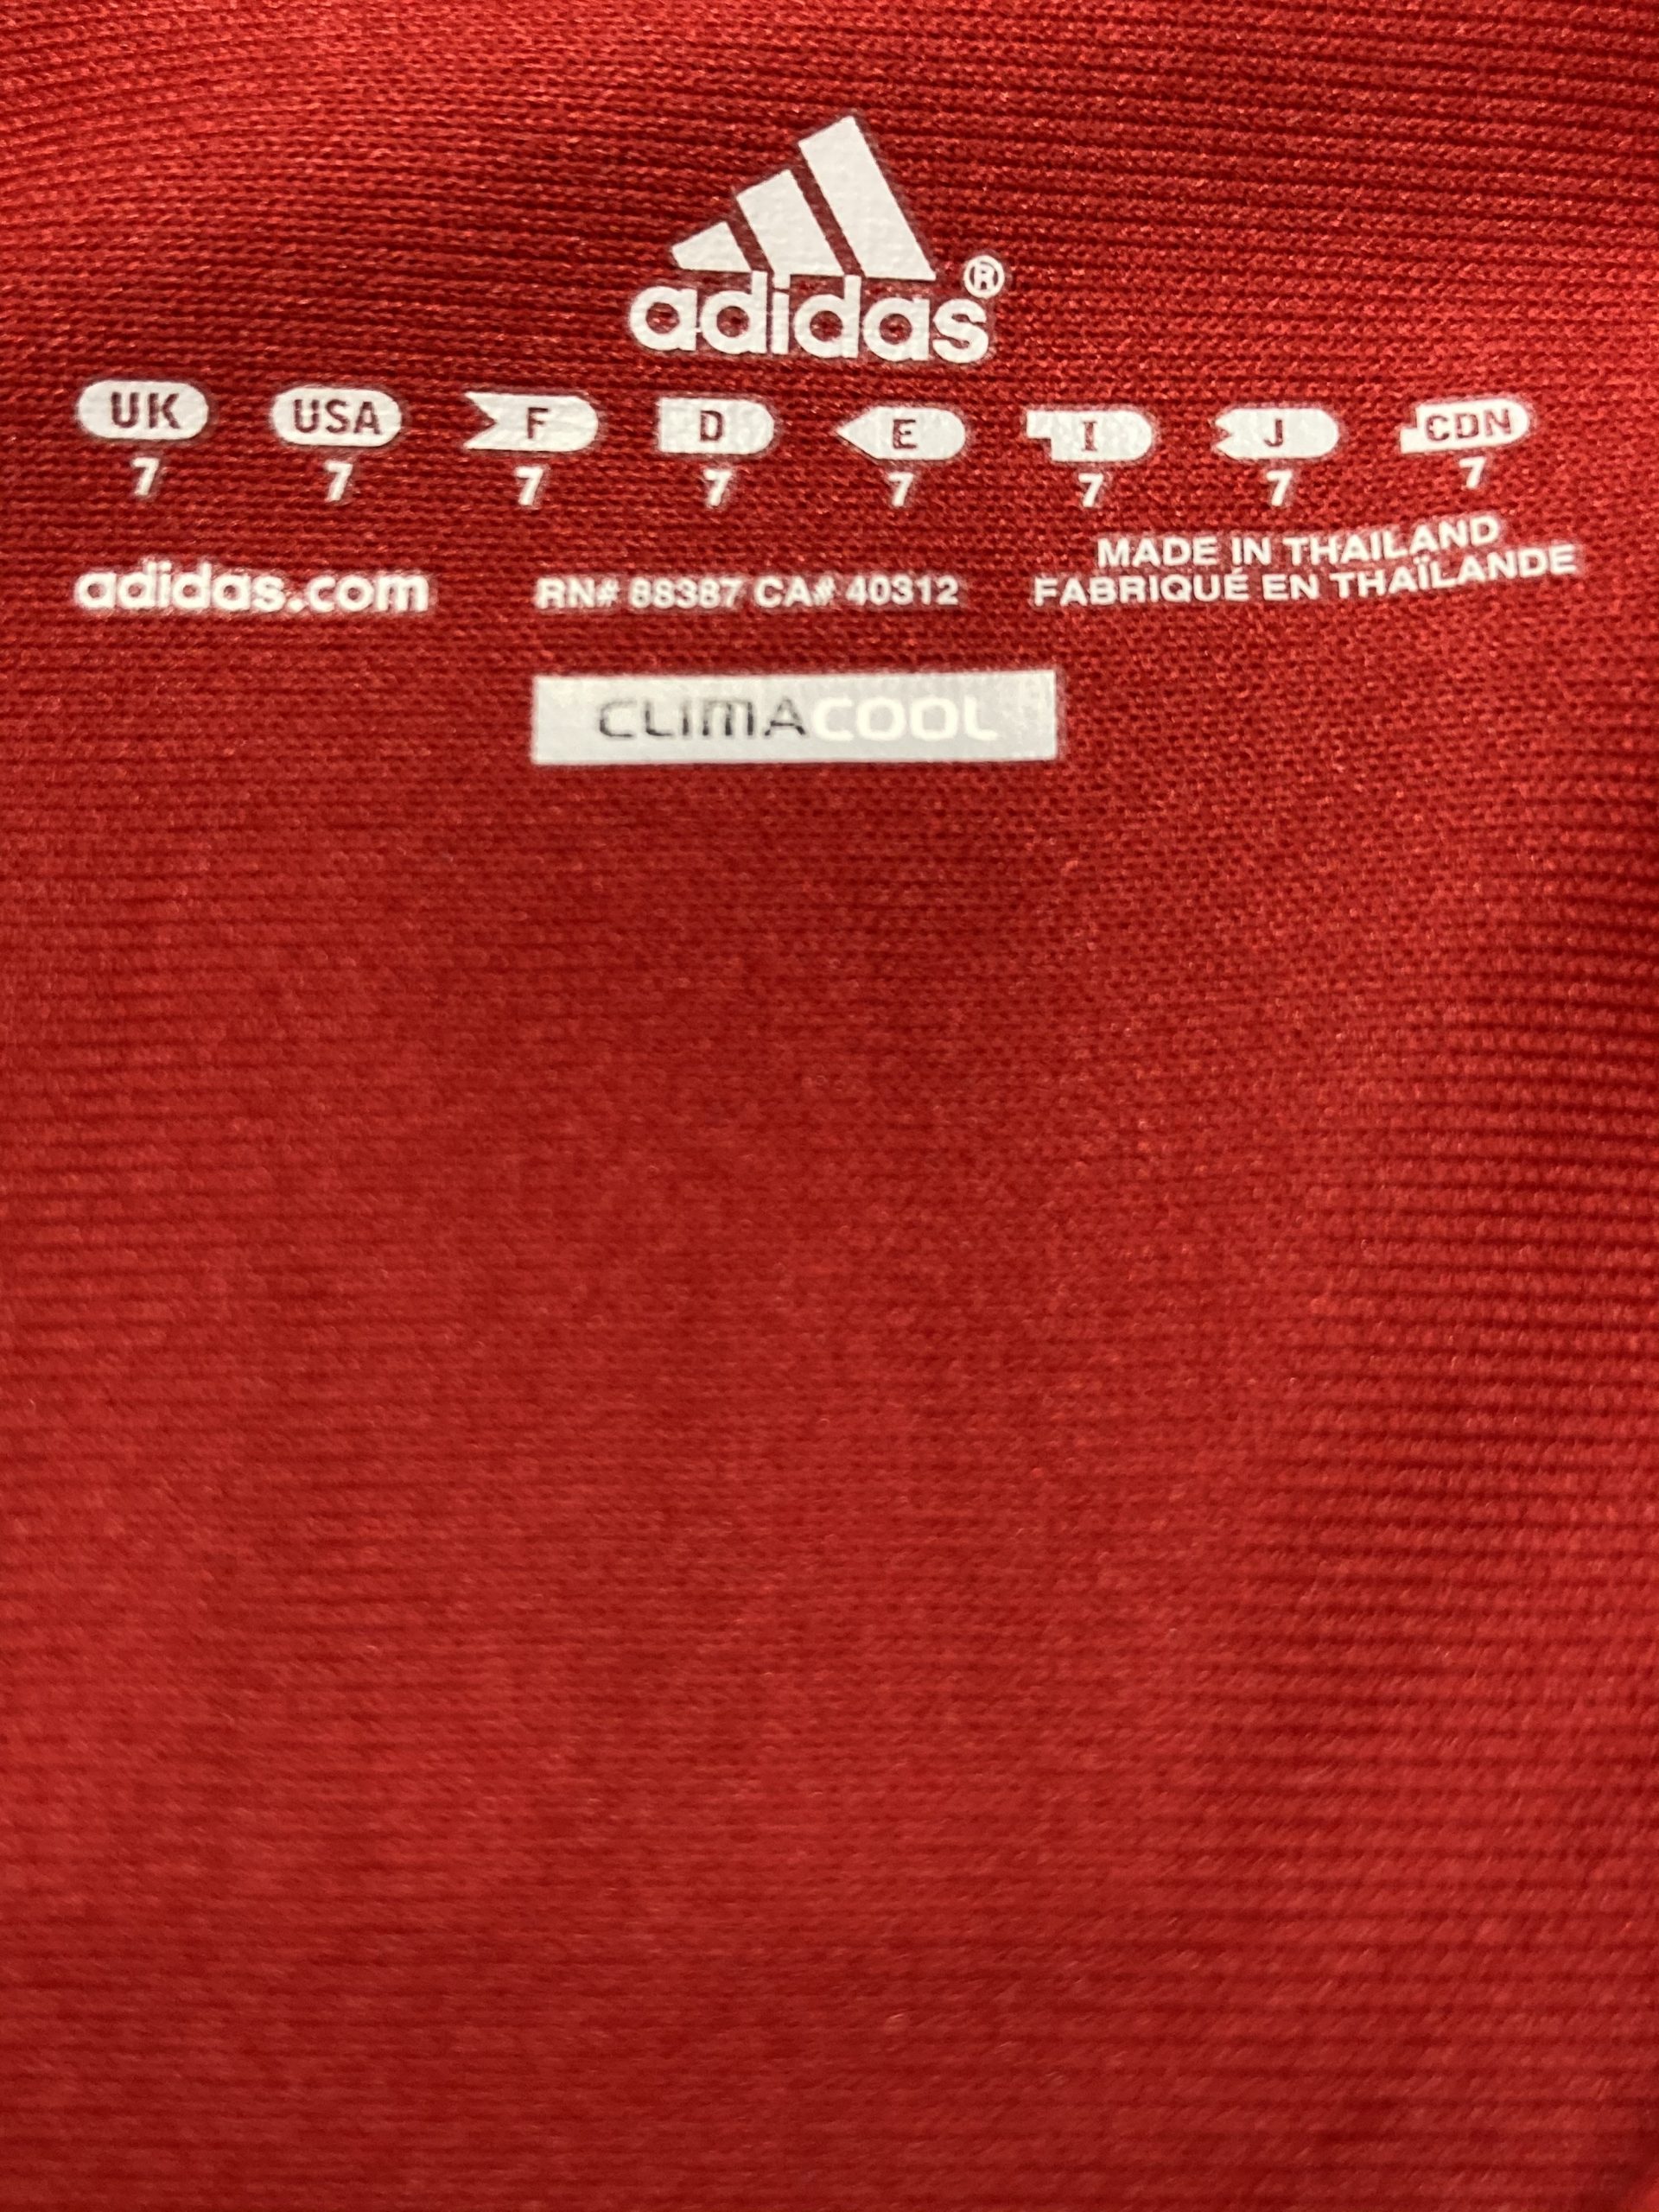 adidas®
UK USA F D E I J CDN
7 7 7 7 7 7 7 7
MADE IN THAILAND
adidas.com RN# 88387 CA# 40312 FABRIQUÉ EN THAÏLANDE
CLIMACOOL